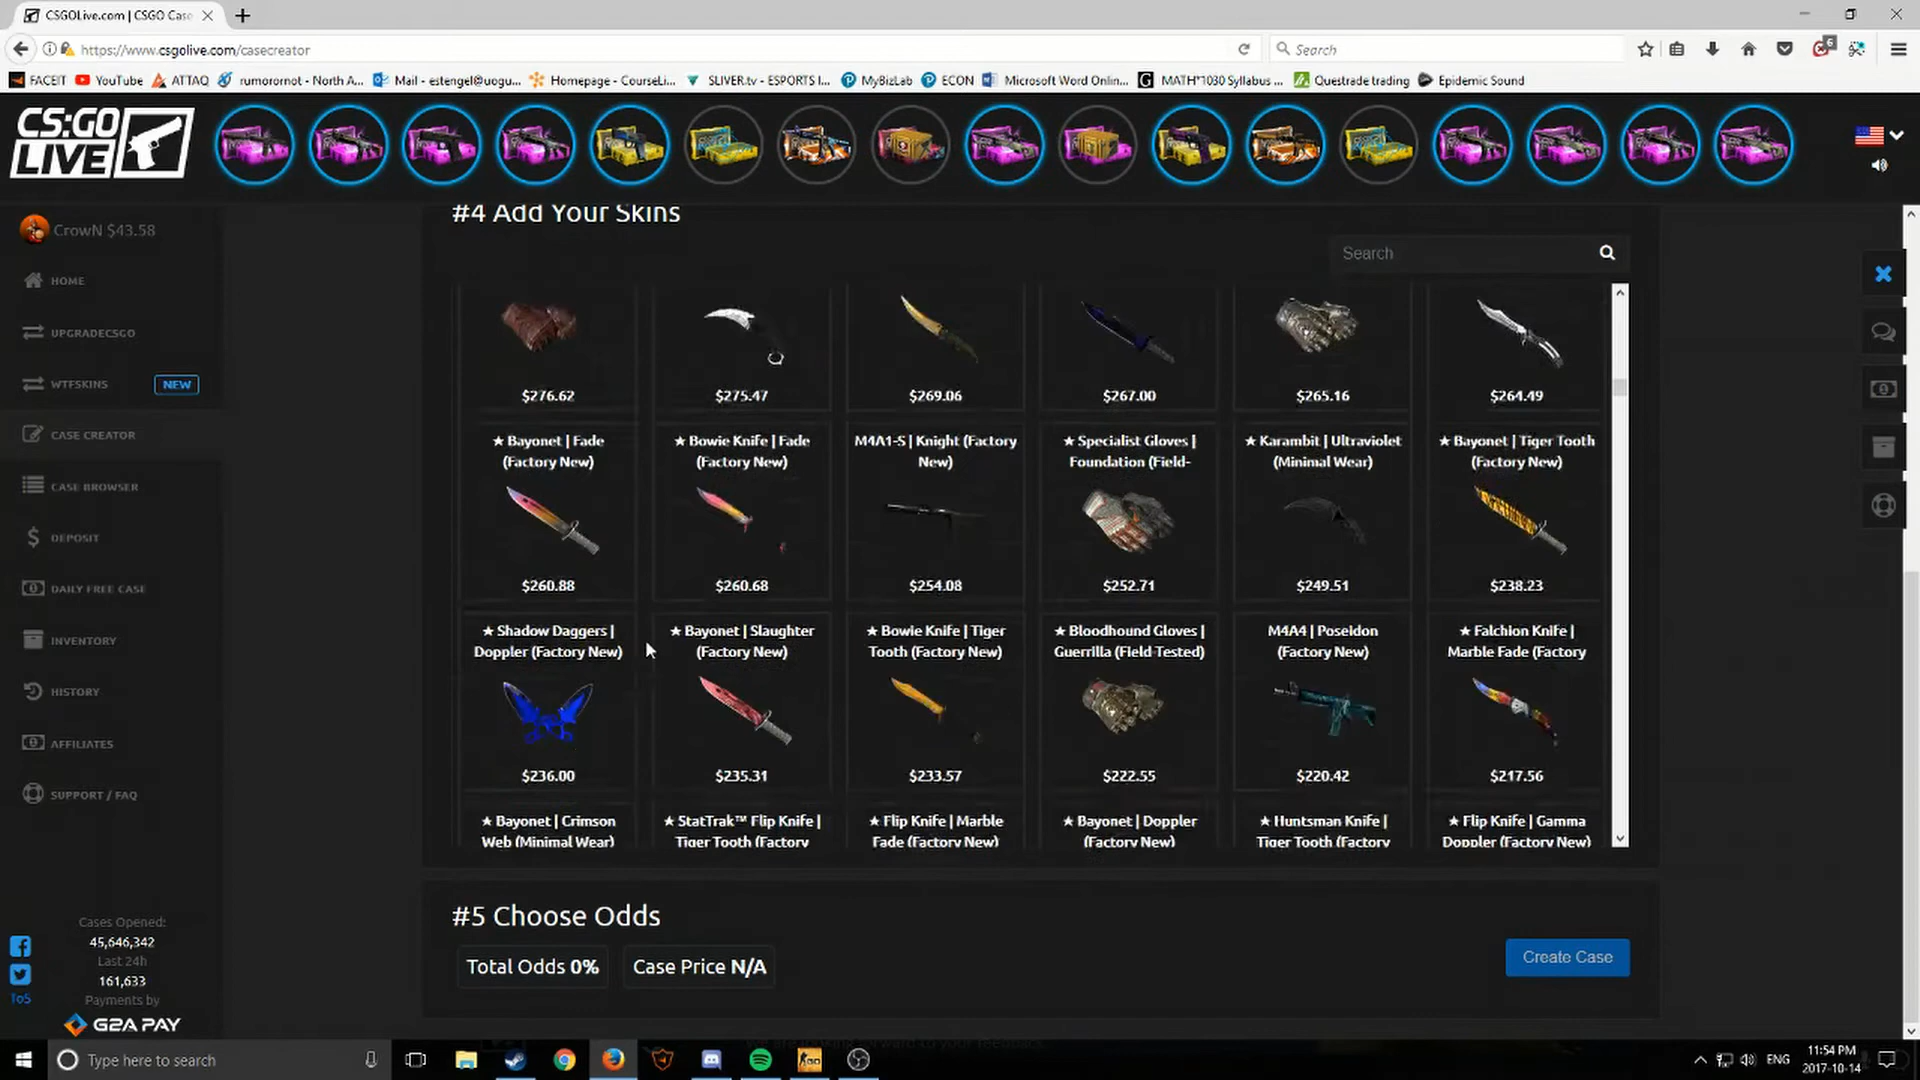 CSGOLive.com | CSGO Case
https://www.csgolive.com/casecreator
Search
6
FACEIT
YouTube
ATTAQ
rumorornot - North A...
Mail - estengel@uogu...
Homepage - CourseLi...
SLIVER.tv - ESPORTS I...
MyBizLab
ECON
Microsoft Word Onlin...
MATH*1030 Syllabus ...
Questrade trading
Epidemic Sound
CS:GO
LIVE
CrowN $43.58
HOME
UPGRADECSGO
WTFSKINS
NEW
CASE CREATOR
CASE BROWSER
DEPOSIT
DAILY FREE CASE
INVENTORY
HISTORY
AFFILIATES
SUPPORT / FAQ
Cases Opened:
45,646,342
Last 24h
161,633
Payments by
G2A PAY
ToS
#4 Add Your Skins
Search
$276.62
$275.47
$269.06
$267.00
$265.16
$264.49
★ Bayonet | Fade
(Factory New)
$260.88
★ Bowie Knife | Fade
(Factory New)
$260.68
M4A1-S | Knight (Factory
New)
$254.08
★ Specialist Gloves |
Foundation (Field-
$252.71
★ Karambit | Ultraviolet
(Minimal Wear)
$249.51
★ Bayonet | Tiger Tooth
(Factory New)
$238.23
★ Shadow Daggers |
Doppler (Factory New)
$236.00
★ Bayonet | Slaughter
(Factory New)
$235.31
★ Bowie Knife | Tiger
Tooth (Factory New)
$233.57
★ Bloodhound Gloves |
Guerrilla (Field Tested)
$222.55
M4A4 | Poseidon
(Factory New)
$220.42
★ Falchion Knife |
Marble Fade (Factory
$217.56
★ Bayonet | Crimson
Web (Minimal Wear)
★ StatTrak™ Flip Knife |
Tiger Tooth (Factory
★ Flip Knife | Marble
Fade (Factory New)
★ Bayonet | Doppler
(Factory New)
★ Huntsman Knife |
Tiger Tooth (Factory
★ Flip Knife | Gamma
Doppler (Factory New)
#5 Choose Odds
Total Odds 0%
Case Price N/A
Create Case
Type here to search
GO
ENG
11:54 PM
2017-10-14